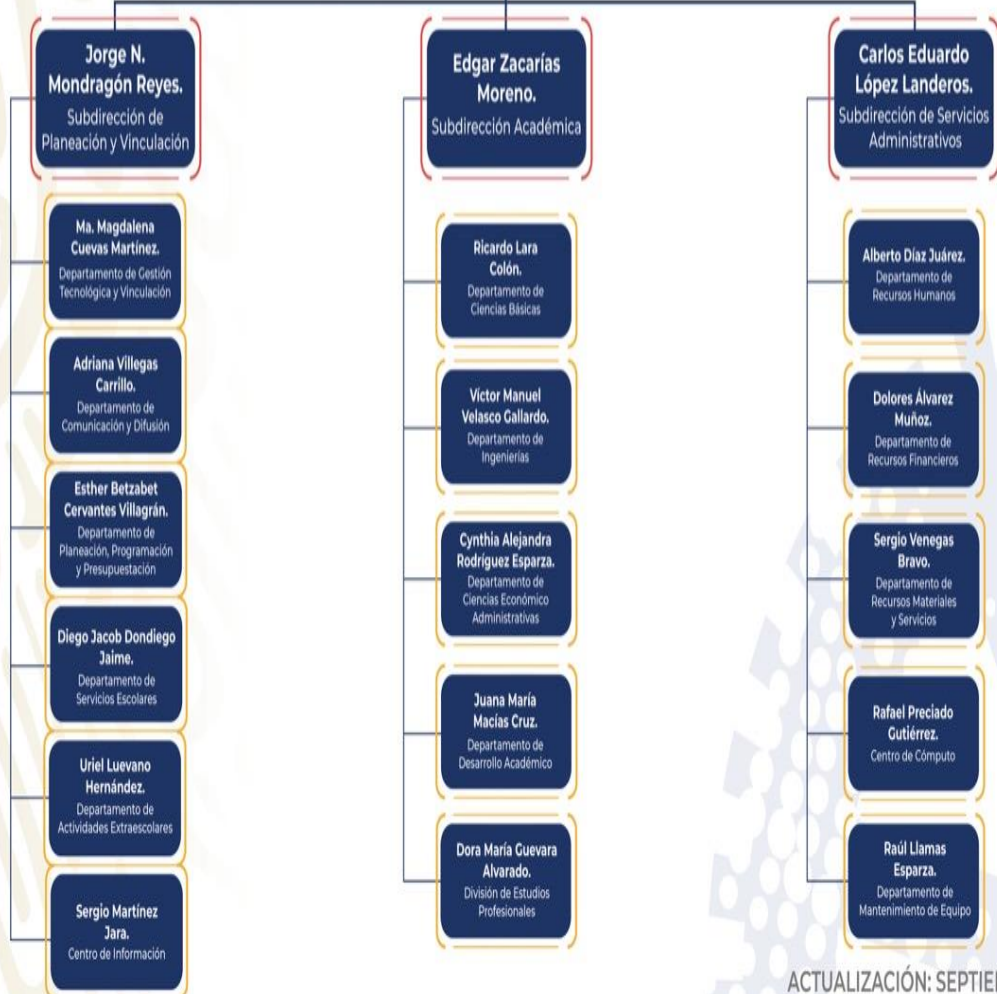 Jorge N.
Mondragón Reyes.
Subdirección de
Planeación y Vinculación
Ma. Magdalena
Cuevas Martínez.
Departamento de Gestión
Tecnológica y Vinculación
Adriana Villegas
Carrillo.
Departamento de
Comunicación y Difusión
Esther Betzabet
Cervantes Villagrán.
Departamento de
Planeación, Programación
y Presupuestación
Diego Jacob Dondiego
Jaime.
Departamento de
Servicios Escolares
Uriel Luevano
Hernández.
Departamento de
Actividades Extraescolares
Sergio Martínez
Jara.
Centro de Información
Edgar Zacarías
Moreno.
Subdirección Académica
Ricardo Lara
Colón.
Departamento de
Ciencias Básicas
Víctor Manuel
Velasco Gallardo.
Departamento de
Ingenierías
Cynthia Alejandra
Rodríguez Esparza.
Departamento de
Ciencias Económico
Administrativas
Juana María
Macías Cruz.
Departamento de
Desarrollo Académico
Dora María Guevara
Alvarado.
División de Estudios
Profesionales
Carlos Eduardo
López Landeros.
Subdirección de Servicios
Administrativos
Alberto Díaz Juárez.
Departamento de
Recursos Humanos
Dolores Álvarez
Muñoz.
Departamento de
Recursos Financieros
Sergio Venegas
Bravo.
Departamento de
Recursos Materiales
y Servicios
Rafael Preciado
Gutiérrez.
Centro de Cómputo
Raúl Llamas
Esparza.
Departamento de
Mantenimiento de Equipo
ACTUALIZACIÓN: